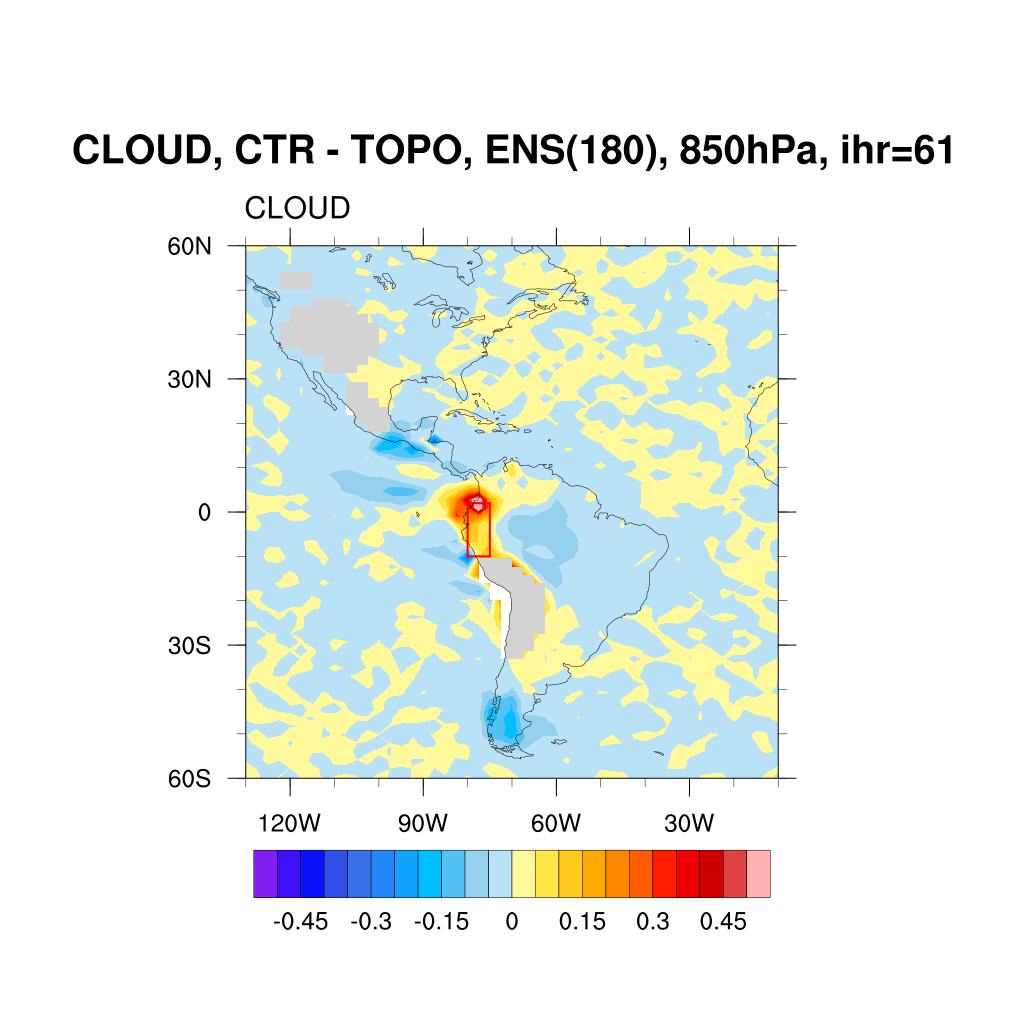 CLOUD, CTR - TOPO, ENS(180), 850hPa, ihr=61
CLOUD
60N
30N
0
30S
60S
120W 90W 60W 30W
-0.45 -0.3 -0.15 0 0.15 0.3 0.45